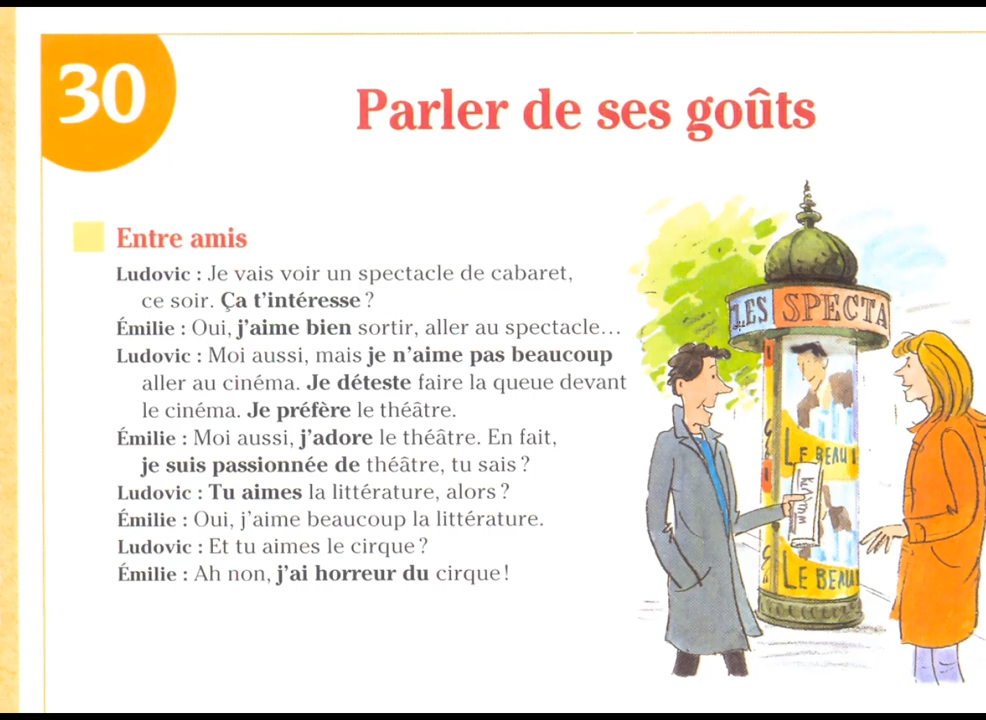 30
Parler de ses goûts
Entre amis
Ludovic : Je vais voir un spectacle de cabaret,
ce soir. Ça t'intéresse ?
Émilie : Oui, j'aime bien sortir, aller au spectacle...
Ludovic : Moi aussi, mais je n'aime pas beaucoup
aller au cinéma. Je déteste faire la queue devant
le cinéma. Je préfère le théâtre.
Émilie : Moi aussi, j'adore le théâtre. En fait,
je suis passionnée de théâtre, tu sais ?
Ludovic : Tu aimes la littérature, alors ?
Émilie : Oui, j'aime beaucoup la littérature.
Ludovic : Et tu aimes le cirque ?
Émilie : Ah non, j'ai horreur du cirque !
LES SPECTA
LE BEAU
LE BEAU